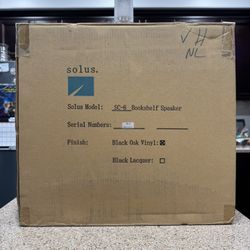 VH
NL
solus.
Solus Model: SC-6 Bookshelf Speaker
Serial Numbers:
Finish: Black Oak Vinyl: ☒
Black Lacquer: ☐